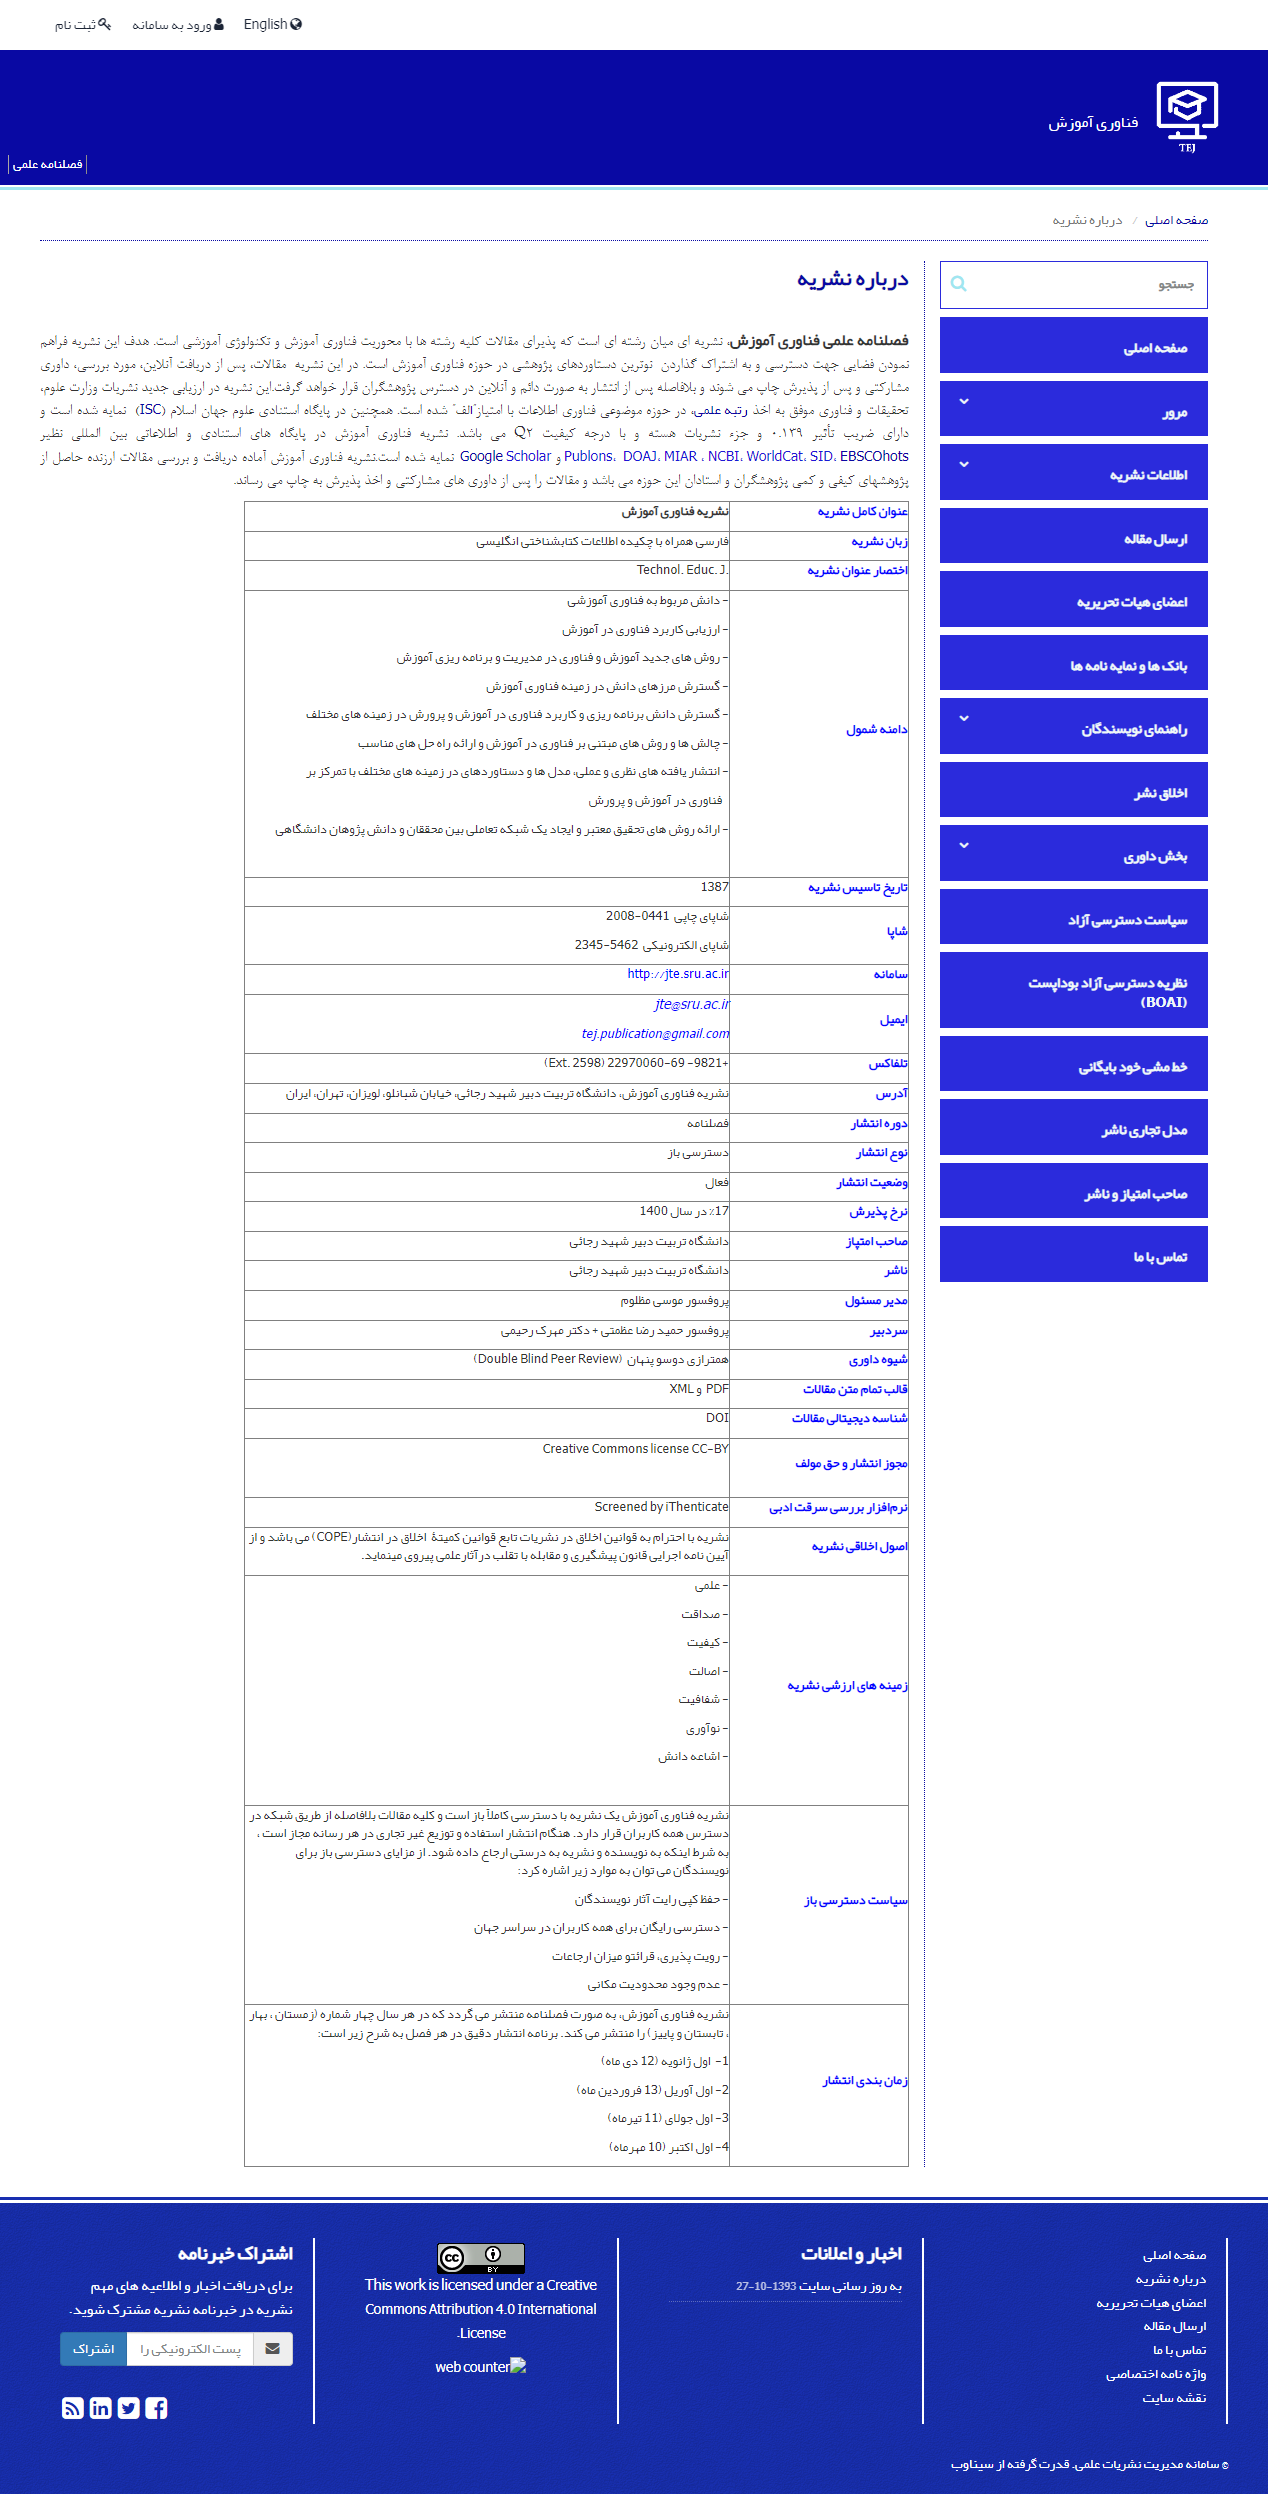 English
ورود به سامانه
ثبت نام
TEJ
فناوری آموزش
فصلنامه علمی
صفحه اصلی / درباره نشریه
جستجو
صفحه اصلی
مرور
اطلاعات نشریه
ارسال مقاله
اعضای هیات تحریریه
بانک ها و نمایه نامه ها
راهنمای نویسندگان
اخلاق نشر
بخش داوری
سیاست دسترسی آزاد
نظریه دسترسی آزاد بوداپست
(BOAI)
خط مشی خود بایگانی
مدل تجاری ناشر
صاحب امتیاز و ناشر
تماس با ما
درباره نشریه
فصلنامه علمی فناوری آموزش، نشریه ای میان رشته ای است که پذیرای مقالات کلیه رشته ها با محوریت فناوری آموزش و تکنولوژی آموزشی است. هدف این نشریه فراهم
نمودن فضایی جهت دسترسی و به اشتراک گذاردن نوترین دستاوردهای پژوهشی در حوزه فناوری آموزش است. در این نشریه مقالات، پس از دریافت آنلاین، مورد بررسی، داوری
مشارکتی و پس از پذیرش چاپ می شوند و بلافاصله پس از انتشار به صورت دائم و آنلاین در دسترس پژوهشگران قرار خواهد گرفت.این نشریه در ارزیابی جدید نشریات وزارت علوم،
تحقیقات و فناوری موفق به اخذ رتبه علمی، در حوزه موضوعی فناوری اطلاعات با امتیاز"الف" شده است. همچنین در پایگاه استنادی علوم جهان اسلام (ISC) نمایه شده است و
دارای ضریب تأثیر ۰.۱۳۹ و جزء نشریات هسته و با درجه کیفیت Q۲ می باشد. نشریه فناوری آموزش در پایگاه های استنادی و اطلاعاتی بین المللی نظیر
EBSCOhots ،SID ،WorldCat ،NCBI ، MIAR ،DOAJ ،Publons و Google Scholar نمایه شده است.نشریه فناوری آموزش آماده دریافت و بررسی مقالات ارزنده حاصل از
پژوهشهای کیفی و کمی پژوهشگران و استادان این حوزه می باشد و مقالات را پس از داوری های مشارکتی و اخذ پذیرش به چاپ می رساند.
عنوان کامل نشریه
نشریه فناوری آموزش
زبان نشریه
فارسی همراه با چکیده اطلاعات کتابشناختی انگلیسی
اختصار عنوان نشریه
Technol. Educ. J.
دامنه شمول
- دانش مربوط به فناوری آموزشی
- ارزیابی کاربرد فناوری در آموزش
- روش های جدید آموزش و فناوری در مدیریت و برنامه ریزی آموزش
- گسترش مرزهای دانش در زمینه فناوری آموزش
- گسترش دانش برنامه ریزی و کاربرد فناوری در آموزش و پرورش در زمینه های مختلف
- چالش ها و روش های مبتنی بر فناوری در آموزش و ارائه راه حل های مناسب
- انتشار یافته های نظری و عملی، مدل ها و دستاوردهای در زمینه های مختلف با تمرکز بر
فناوری در آموزش و پرورش
- ارائه روش های تحقیق معتبر و ایجاد یک شبکه تعاملی بین محققان و دانش پژوهان دانشگاهی
تاریخ تاسیس نشریه
1387
شاپا
شاپای چاپی 0441-2008
شاپای الکترونیکی 5462-2345
سامانه
http://jte.sru.ac.ir
ایمیل
jte@sru.ac.ir
tej.publication@gmail.com
تلفاکس
+9821- 22970060-69 (Ext. 2598)
آدرس
نشریه فناوری آموزش، دانشگاه تربیت دبیر شهید رجائی، خیابان شبانلو، لویزان، تهران، ایران
دوره انتشار
فصلنامه
نوع انتشار
دسترسی باز
وضعیت انتشار
فعال
نرخ پذیرش
17٪ در سال 1400
صاحب امتیاز
دانشگاه تربیت دبیر شهید رجائی
ناشر
دانشگاه تربیت دبیر شهید رجائی
مدیر مسئول
پروفسور موسی مظلوم
سردبیر
پروفسور حمید رضا عظمتی + دکتر مهرک رحیمی
شیوه داوری
همترازی دوسو پنهان (Double Blind Peer Review)
قالب تمام متن مقالات
PDF و XML
شناسه دیجیتالی مقالات
DOI
مجوز انتشار و حق مولف
Creative Commons license CC-BY
نرم‌افزار بررسی سرقت ادبی
Screened by iThenticate
اصول اخلاقی نشریه
نشریه با احترام به قوانین اخلاق در نشریات تابع قوانین کمیتۀ اخلاق در انتشار(COPE) می باشد و از
آیین نامه اجرایی قانون پیشگیری و مقابله با تقلب درآثارعلمی پیروی مینماید.
زمینه های ارزشی نشریه
- علمی
- صداقت
- کیفیت
- اصالت
- شفافیت
- نوآوری
- اشاعه دانش
سیاست دسترسی باز
نشریه فناوری آموزش یک نشریه با دسترسی کاملاً باز است و کلیه مقالات بلافاصله از طریق شبکه در
دسترس همه کاربران قرار دارد. هنگام انتشار استفاده و توزیع غیر تجاری در هر رسانه مجاز است ،
به شرط اینکه به نویسنده و نشریه به درستی ارجاع داده شود. از مزایای دسترسی باز برای
نویسندگان می توان به موارد زیر اشاره کرد:
- حفظ کپی رایت آثار نویسندگان
- دسترسی رایگان برای همه کاربران در سراسر جهان
- رویت پذیری، قرائتو میزان ارجاعات
- عدم وجود محدودیت مکانی
زمان بندی انتشار
نشریه فناوری آموزش، به صورت فصلنامه منتشر می گردد که در هر سال چهار شماره (زمستان ، بهار
، تابستان و پاییز) را منتشر می کند. برنامه انتشار دقیق در هر فصل به شرح زیر است:
1- اول ژانویه (12 دی ماه)
2- اول آوریل (13 فروردین ماه)
3- اول جولای (11 تیرماه)
4- اول اکتبر (10 مهرماه)
صفحه اصلی
درباره نشریه
اعضای هیات تحریریه
ارسال مقاله
تماس با ما
واژه نامه اختصاصی
نقشه سایت
اخبار و اعلانات
به روز رسانی سایت 1393-10-27
cc BY
This work is licensed under a Creative
Commons Attribution 4.0 International
License.
web counter
اشتراک خبرنامه
برای دریافت اخبار و اطلاعیه های مهم
نشریه در خبرنامه نشریه مشترک شوید.
پست الکترونیکی را
اشتراک
© سامانه مدیریت نشریات علمی. قدرت گرفته از سیناوب